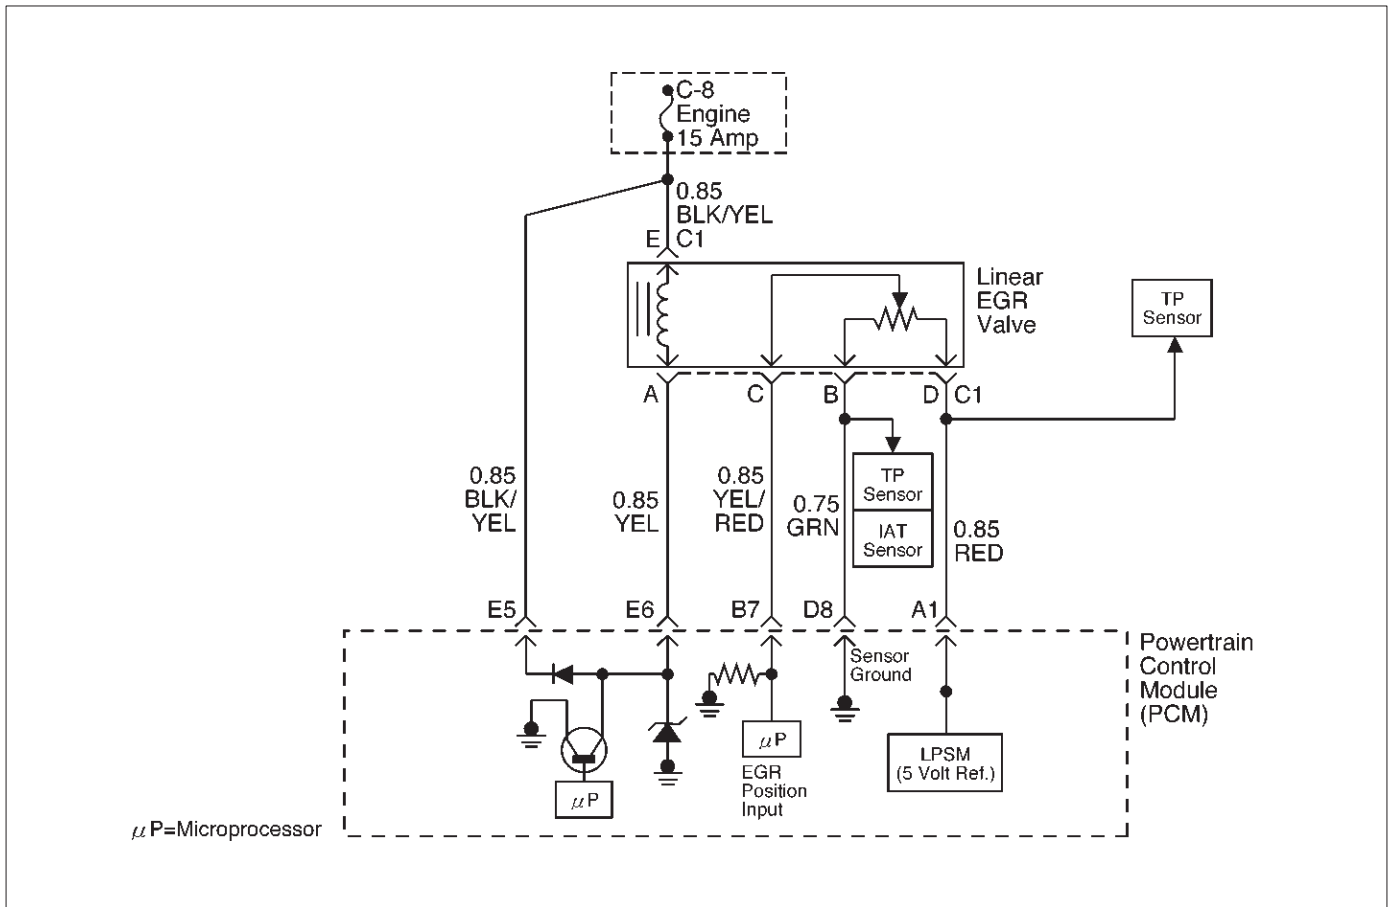 C-8
Engine
15 Amp
0.85
BLK/YEL
E C1
Linear
EGR
Valve
TP
Sensor
A C B D C1
0.85
BLK/
YEL
0.85
YEL
0.85
YEL/
RED
0.75
GRN
TP
Sensor
IAT
Sensor
0.85
RED
E5 E6 B7 D8 A1
Powertrain
Control
Module
(PCM)
Sensor
Ground
μP
EGR
Position
Input
LPSM
(5 Volt Ref.)
μP
μP=Microprocessor